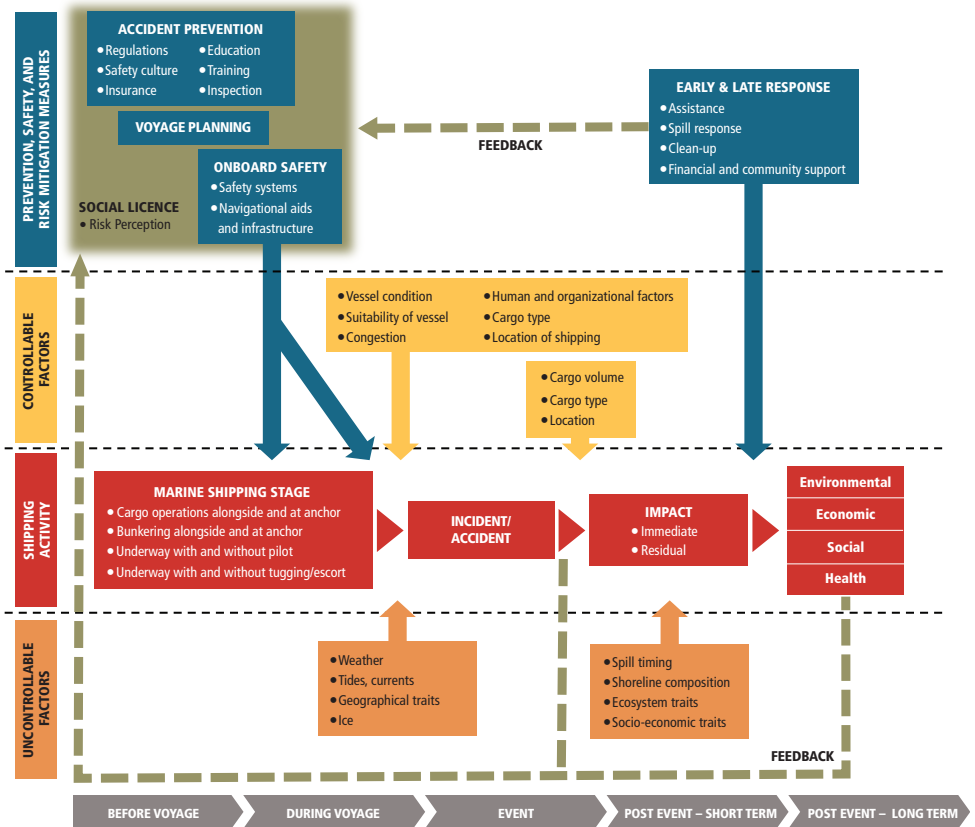 PREVENTION, SAFETY, AND
RISK MITIGATION MEASURES
ACCIDENT PREVENTION
• Regulations
• Safety culture
• Insurance
• Education
• Training
• Inspection
VOYAGE PLANNING
ONBOARD SAFETY
• Safety systems
• Navigational aids
and infrastructure
SOCIAL LICENCE
• Risk Perception
FEEDBACK
EARLY & LATE RESPONSE
• Assistance
• Spill response
• Clean-up
• Financial and community support
CONTROLLABLE
FACTORS
• Vessel condition
• Suitability of vessel
• Congestion
• Human and organizational factors
• Cargo type
• Location of shipping
• Cargo volume
• Cargo type
• Location
SHIPPING
ACTIVITY
MARINE SHIPPING STAGE
• Cargo operations alongside and at anchor
• Bunkering alongside and at anchor
• Underway with and without pilot
• Underway with and without tugging/escort
INCIDENT/
ACCIDENT
IMPACT
• Immediate
• Residual
Environmental
Economic
Social
Health
UNCONTROLLABLE
FACTORS
• Weather
• Tides, currents
• Geographical traits
• Ice
• Spill timing
• Shoreline composition
• Ecosystem traits
• Socio-economic traits
FEEDBACK
BEFORE VOYAGE
DURING VOYAGE
EVENT
POST EVENT – SHORT TERM
POST EVENT – LONG TERM